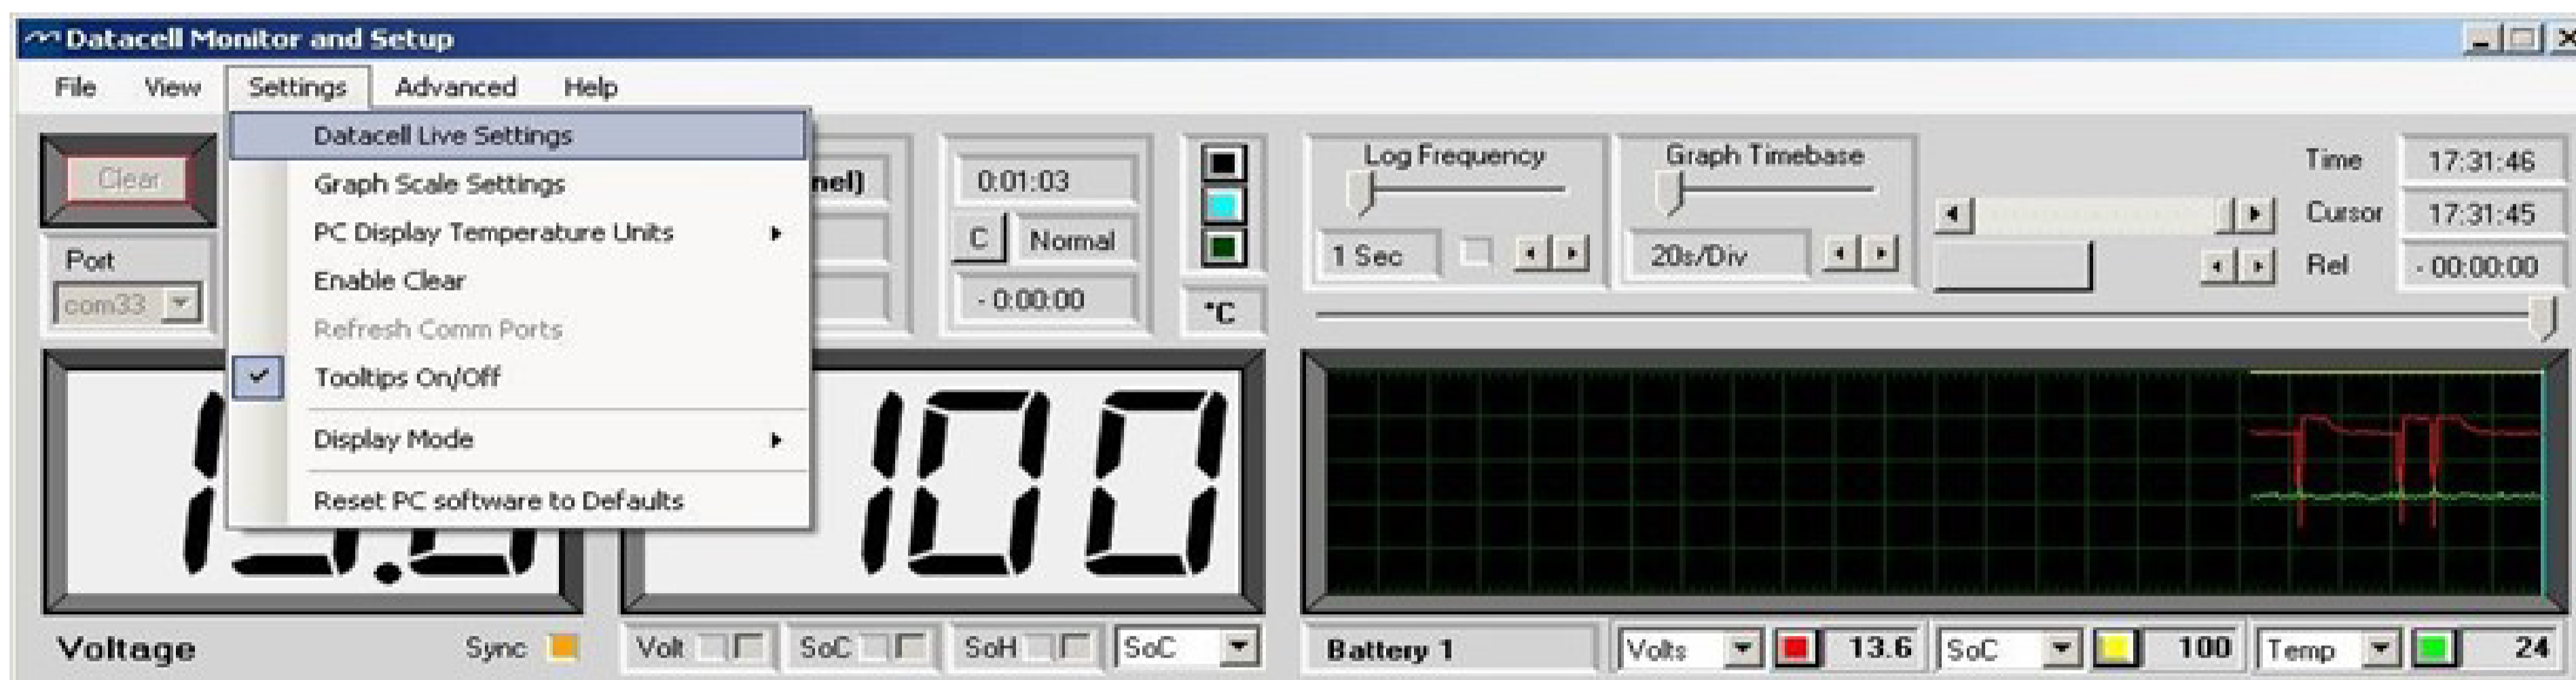 Datacell Monitor and Setup
File View Settings Advanced Help
Datacell Live Settings
Graph Scale Settings
PC Display Temperature Units
Enable Clear
Refresh Comm Ports
Tooltips On/Off
Display Mode
Reset PC software to Defaults
Clear
Port
com33
nel)
0:01:03
C Normal
- 0:00:00
°C
Log Frequency
1 Sec
Graph Timebase
20s/Div
Time 17:31:46
Cursor 17:31:45
Rel - 00:00:00
100
Voltage Sync
Volt SoC SoH SoC
Battery 1 Volts 13.6 SoC 100 Temp 24